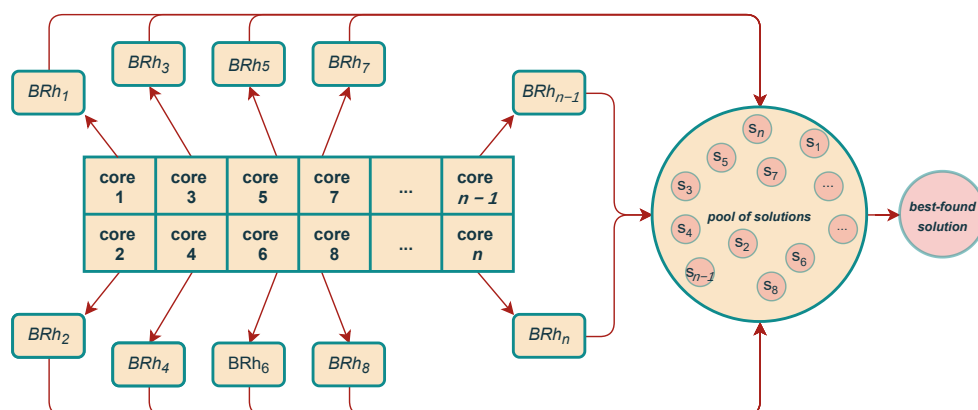 BRh₁
BRh₃
BRh5
BRh₇
BRhₙ₋₁
core 1
core 3
core 5
core 7
...
core n – 1
core 2
core 4
core 6
core 8
...
core n
BRh₂
BRh₄
BRh₆
BRh₈
BRhₙ
sₙ
s₁
s₅
s₇
s₃
...
pool of solutions
s₄
s₂
...
s₆
sₙ₋₁
s₈
best-found
solution